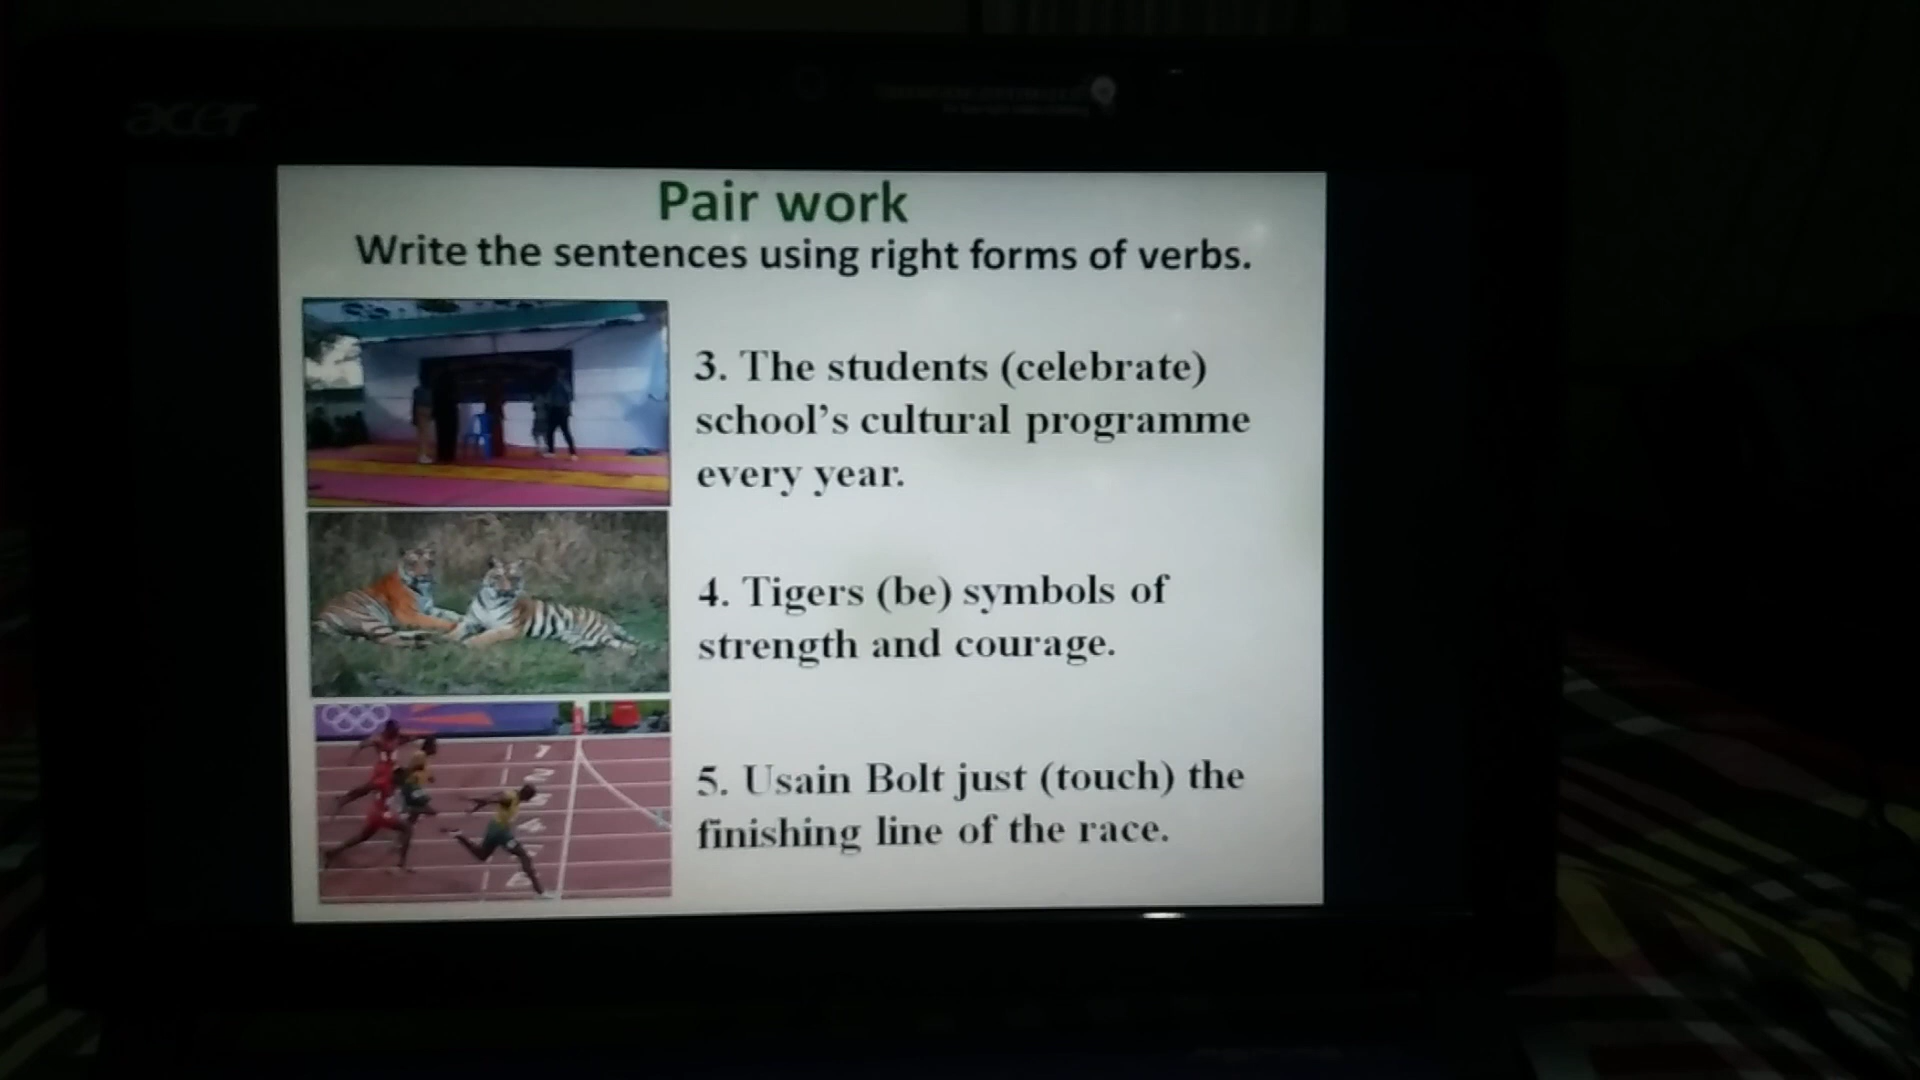 acer
Pair work
Write the sentences using right forms of verbs.
3. The students (celebrate)
school's cultural programme
every year.
4. Tigers (be) symbols of
strength and courage.
5. Usain Bolt just (touch) the
finishing line of the race.